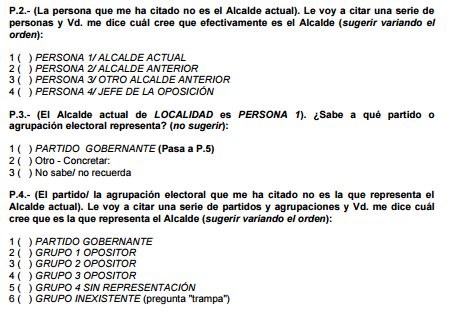 P.2.- (La persona que me ha citado no es el Alcalde actual). Le voy a citar una serie de
personas y Vd. me dice cuál cree que efectivamente es el Alcalde (sugerir variando el
orden):
1 ( ) PERSONA 1/ ALCALDE ACTUAL
2 ( ) PERSONA 2/ ALCALDE ANTERIOR
3 ( ) PERSONA 3/ OTRO ALCALDE ANTERIOR
4 ( ) PERSONA 4/ JEFE DE LA OPOSICIÓN
P.3.- (El Alcalde actual de LOCALIDAD es PERSONA 1). ¿Sabe a qué partido o
agrupación electoral representa? (no sugerir):
1 ( ) PARTIDO GOBERNANTE (Pasa a P.5)
2 ( ) Otro - Concretar:
3 ( ) No sabe/ no recuerda
P.4.- (El partido/ la agrupación electoral que me ha citado no es la que representa el
Alcalde actual). Le voy a citar una serie de partidos y agrupaciones y Vd. me dice cuál
cree que es la que representa el Alcalde (sugerir variando el orden):
1 ( ) PARTIDO GOBERNANTE
2 ( ) GRUPO 1 OPOSITOR
3 ( ) GRUPO 2 OPOSITOR
4 ( ) GRUPO 3 OPOSITOR
5 ( ) GRUPO 4 SIN REPRESENTACIÓN
6 ( ) GRUPO INEXISTENTE (pregunta "trampa")